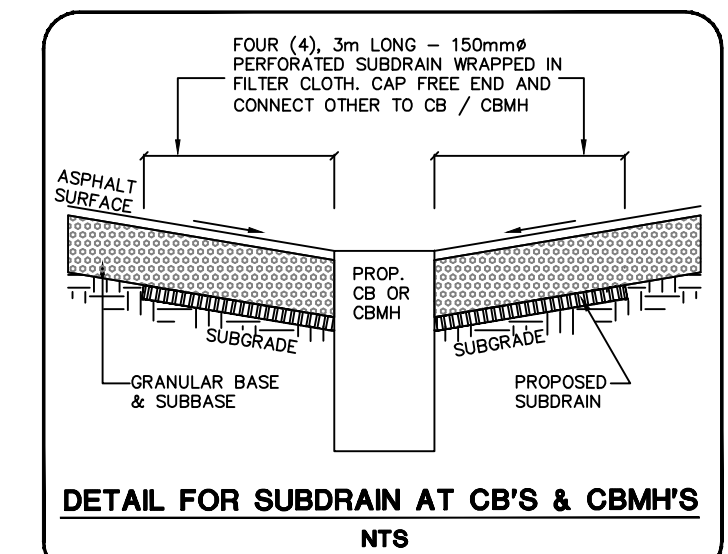 FOUR (4), 3m LONG – 150mmø
PERFORATED SUBDRAIN WRAPPED IN
FILTER CLOTH. CAP FREE END AND
CONNECT OTHER TO CB / CBMH
ASPHALT
SURFACE
PROP.
CB OR
CBMH
SUBGRADE
SUBGRADE
GRANULAR BASE
& SUBBASE
PROPOSED
SUBDRAIN
DETAIL FOR SUBDRAIN AT CB'S & CBMH'S
NTS